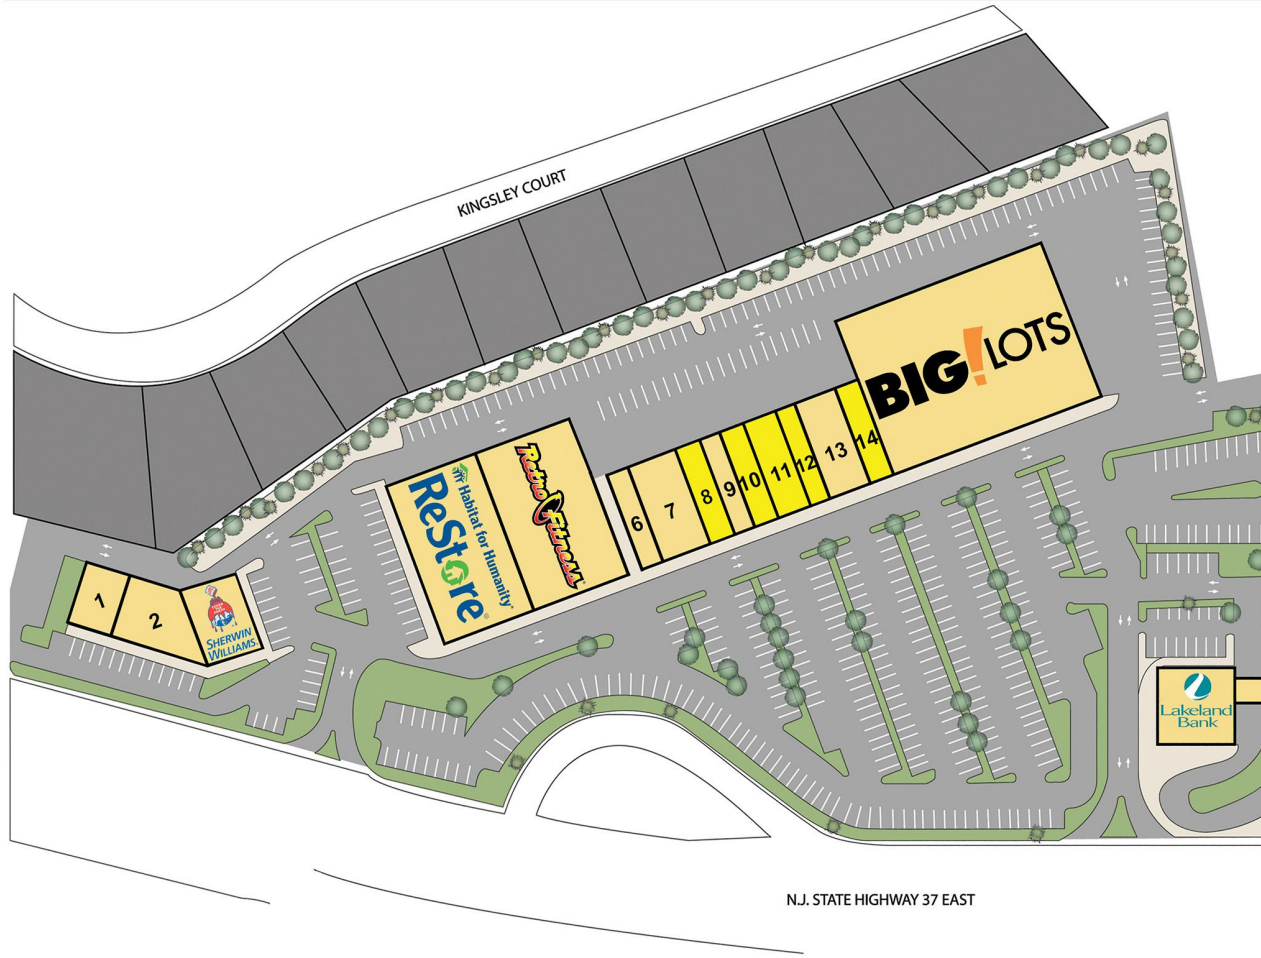 KINGSLEY COURT
BIG!LOTS
Habitat for Humanity®
ReStore®
Retro Fitness
6
7
8
9
10
11
12
13
14
1
2
SHERWIN
WILLIAMS.
Lakeland
Bank
N.J. STATE HIGHWAY 37 EAST